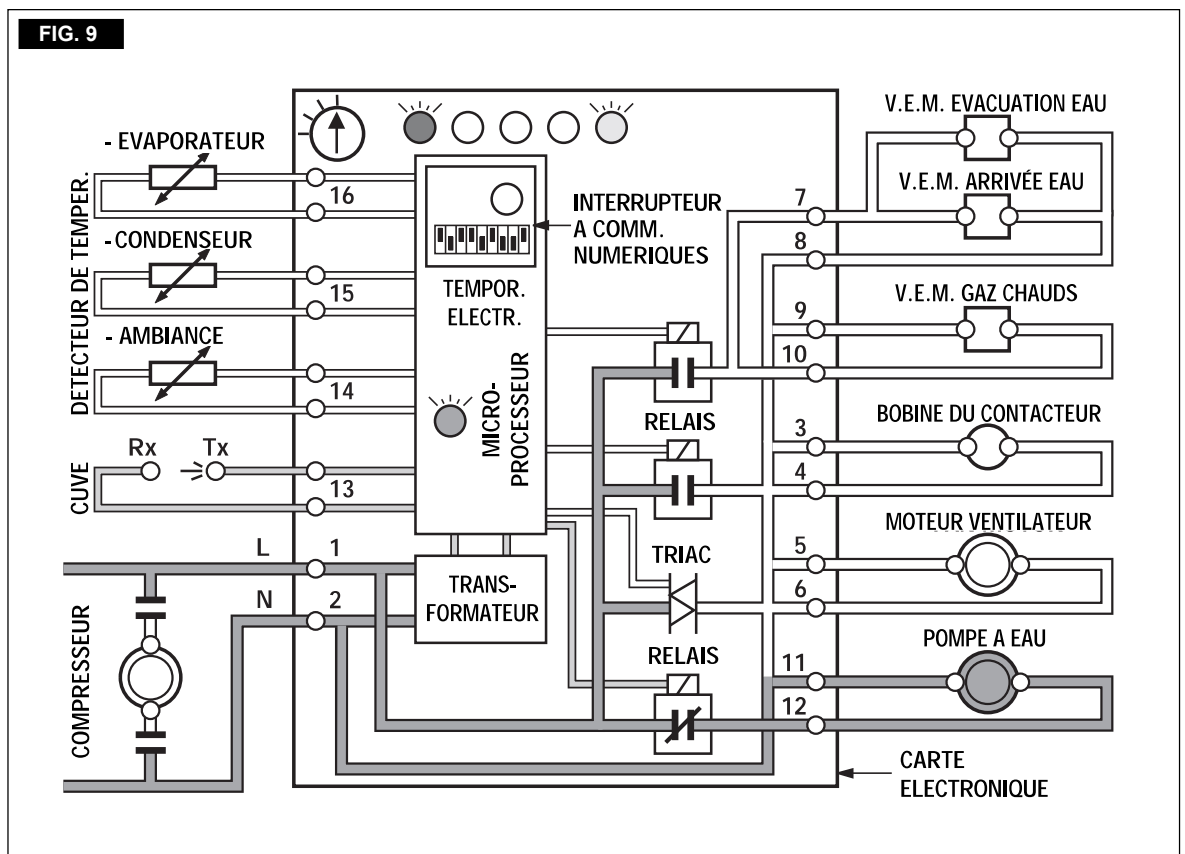 FIG. 9
DETECTEUR DE TEMPER.
- EVAPORATEUR
16
-CONDENSEUR
15
- AMBIANCE
14
CUVE
Rx
Tx
13
L
1
N
2
COMPRESSEUR
INTERRUPTEUR
A COMM.
NUMERIQUES
TEMPOR.
ELECTR.
MICRO-
PROCESSEUR
TRANS-
FORMATEUR
RELAIS
TRIAC
RELAIS
V.E.M. EVACUATION EAU
V.E.M. ARRIVÉE EAU
7
8
V.E.M. GAZ CHAUDS
9
10
BOBINE DU CONTACTEUR
3
4
MOTEUR VENTILATEUR
5
6
POMPE A EAU
11
12
CARTE
ELECTRONIQUE